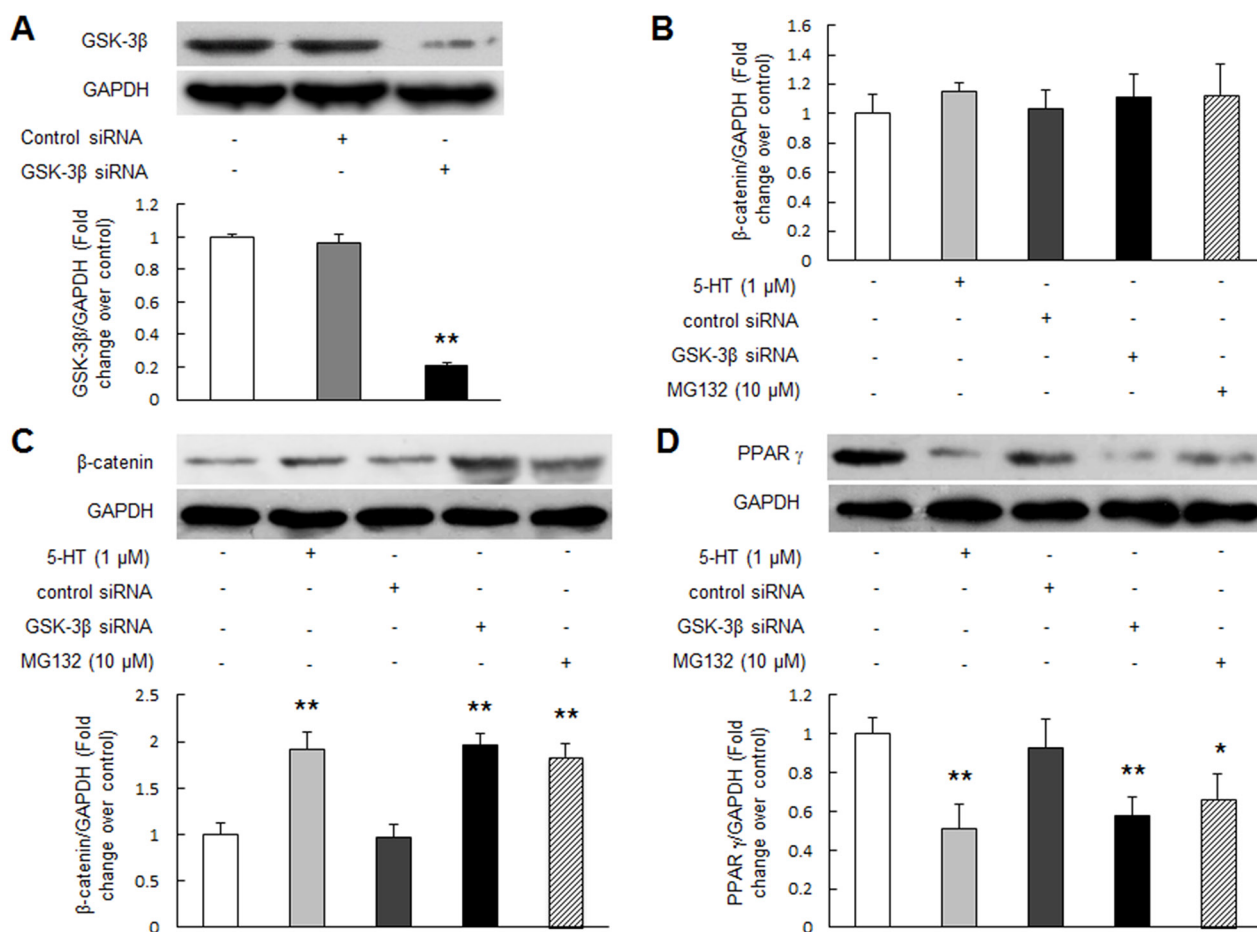 A
GSK-3β
GAPDH
Control siRNA - + -
GSK-3β siRNA - - +
GSK-3β/GAPDH (Fold
change over control)
1.2
1
0.8
0.6
0.4
0.2
0
**
B
β-catenin/GAPDH (Fold
change over control)
1.6
1.4
1.2
1
0.8
0.6
0.4
0.2
0
5-HT (1 µM) - + - - -
control siRNA - - + - -
GSK-3β siRNA - - - + -
MG132 (10 µM) - - - - +
C
β-catenin
GAPDH
5-HT (1 µM) - + - - -
control siRNA - - + - -
GSK-3β siRNA - - - + -
MG132 (10 µM) - - - - +
β-catenin/GAPDH (Fold
change over control)
2.5
2
1.5
1
0.5
0
** ** **
D
PPAR γ
GAPDH
5-HT (1 µM) - + - - -
control siRNA - - + - -
GSK-3β siRNA - - - + -
MG132 (10 µM) - - - - +
PPAR γ/GAPDH (Fold
change over control)
1.2
1
0.8
0.6
0.4
0.2
0
** ** *